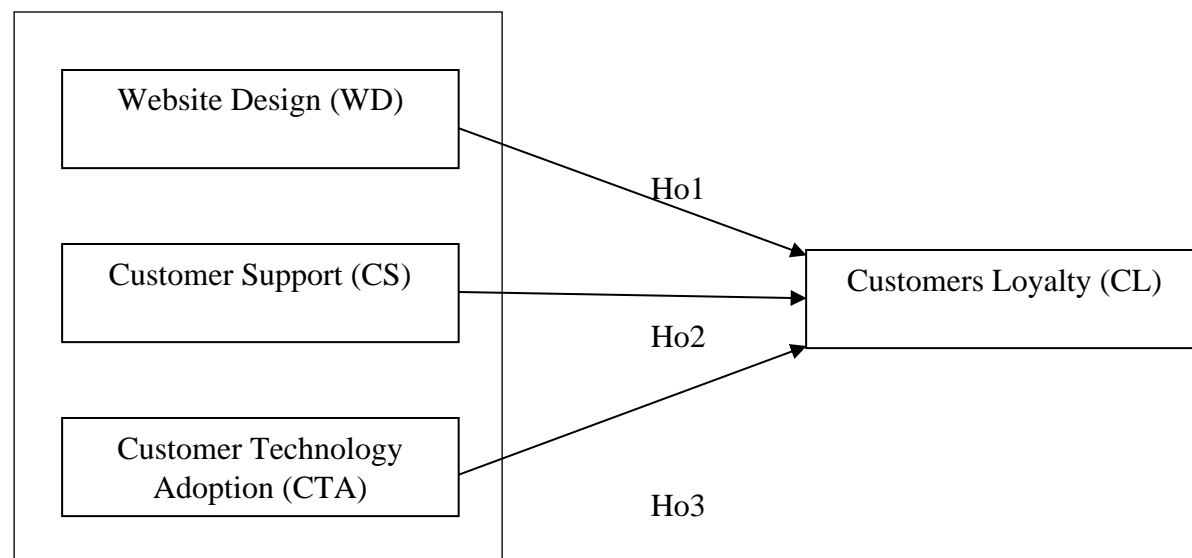 Website Design (WD)
Ho1
Customer Support (CS)
Customers Loyalty (CL)
Ho2
Customer Technology
Adoption (CTA)
Ho3